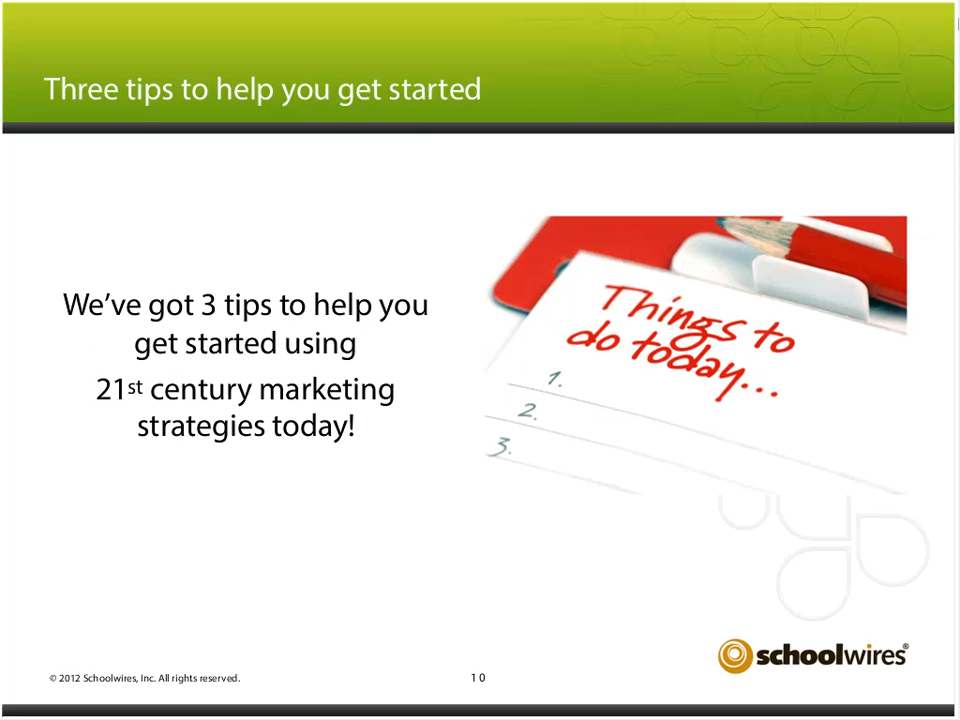 Three tips to help you get started
We’ve got 3 tips to help you
get started using
21st century marketing
strategies today!
Things to
do today...
1.
2.
3.
schoolwires®
© 2012 Schoolwires, Inc. All rights reserved.
10